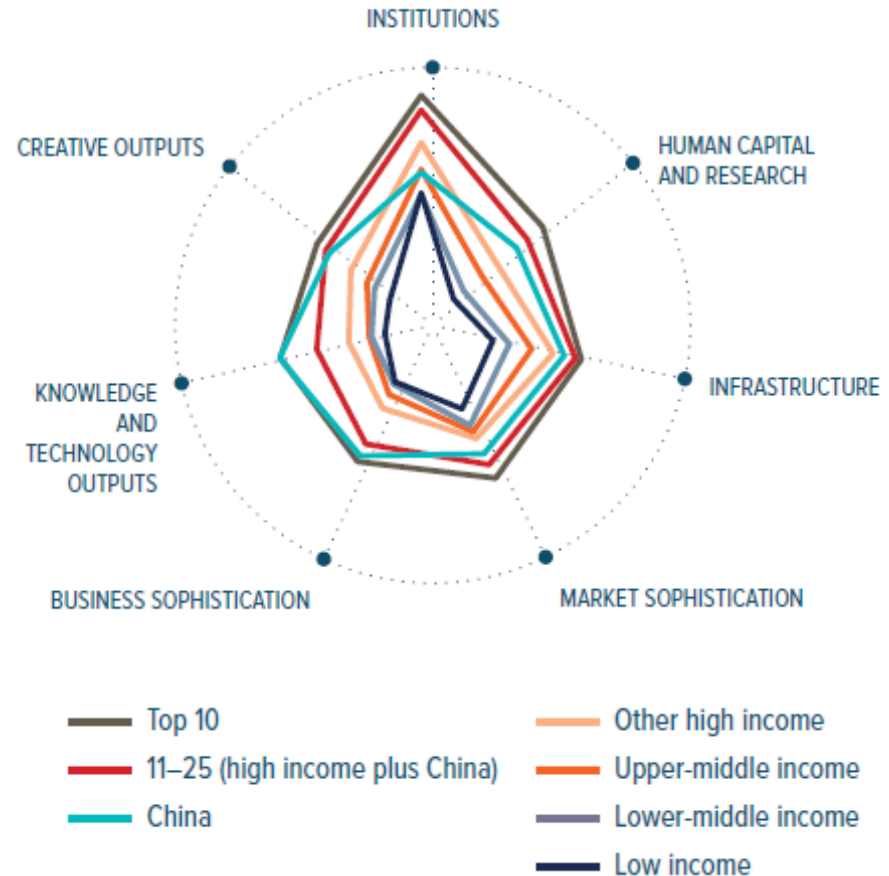 INSTITUTIONS
CREATIVE OUTPUTS
HUMAN CAPITAL
AND RESEARCH
INFRASTRUCTURE
KNOWLEDGE
AND
TECHNOLOGY
OUTPUTS
BUSINESS SOPHISTICATION
MARKET SOPHISTICATION
Top 10
11–25 (high income plus China)
China
Other high income
Upper-middle income
Lower-middle income
Low income